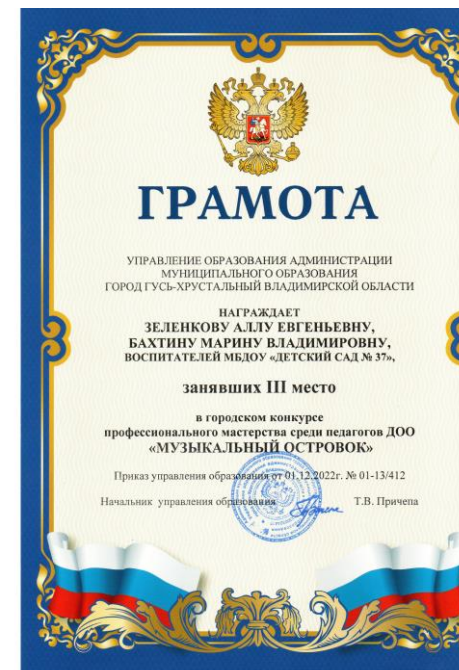 ГРАМОТА
УПРАВЛЕНИЕ ОБРАЗОВАНИЯ АДМИНИСТРАЦИИ
МУНИЦИПАЛЬНОГО ОБРАЗОВАНИЯ
ГОРОД ГУСЬ-ХРУСТАЛЬНЫЙ ВЛАДИМИРСКОЙ ОБЛАСТИ
НАГРАЖДАЕТ
ЗЕЛЕНКОВУ АЛЛУ ЕВГЕНЬЕВНУ,
БАХТИНУ МАРИНУ ВЛАДИМИРОВНУ,
ВОСПИТАТЕЛЕЙ МБДОУ «ДЕТСКИЙ САД № 37»,
занявших III место
в городском конкурсе
профессионального мастерства среди педагогов ДОО
«МУЗЫКАЛЬНЫЙ ОСТРОВОК»
Приказ управления образования от 01.12.2022г. № 01-13/412
Начальник управления образования Т.В. Причепа